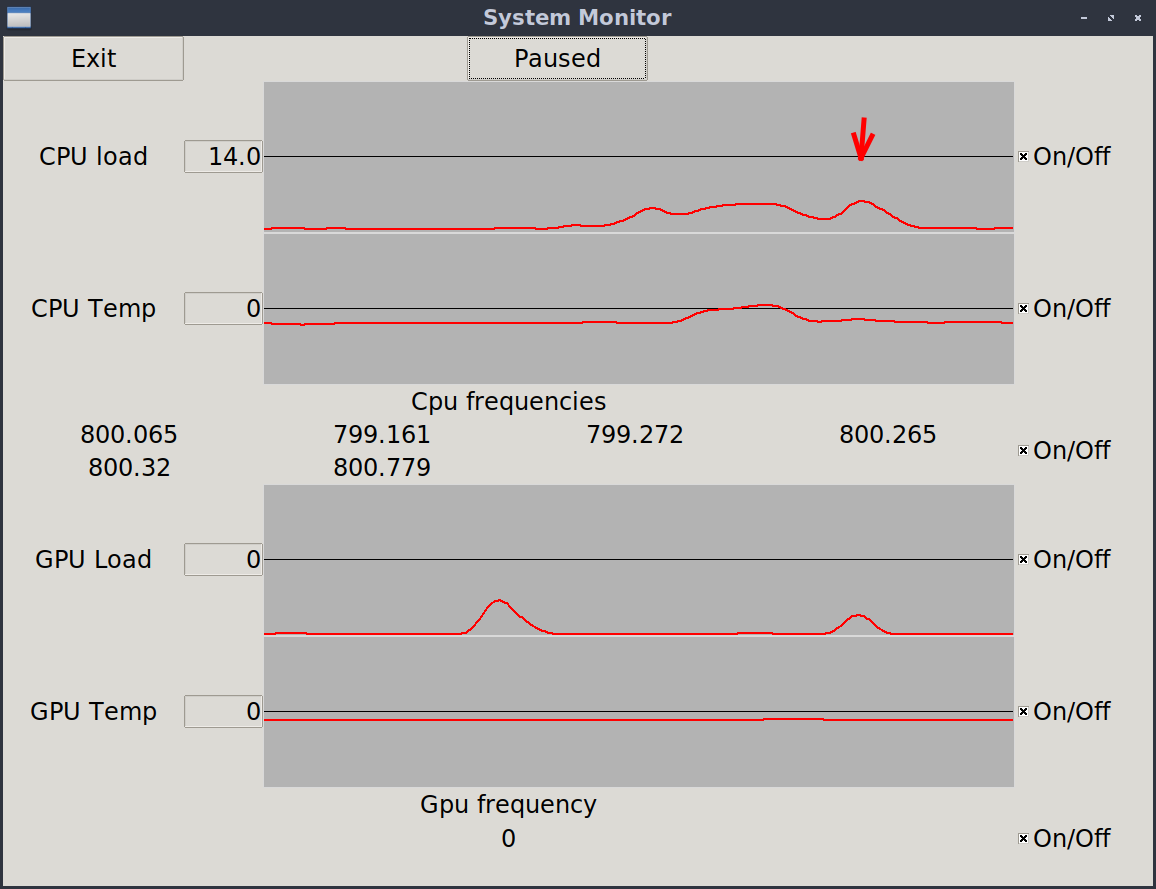 System Monitor
Exit Paused
CPU load 14.0 On/Off
CPU Temp 0 On/Off
Cpu frequencies
800.065 799.161 799.272 800.265
On/Off
800.32 800.779
GPU Load 0 On/Off
GPU Temp 0 On/Off
Gpu frequency
0 On/Off